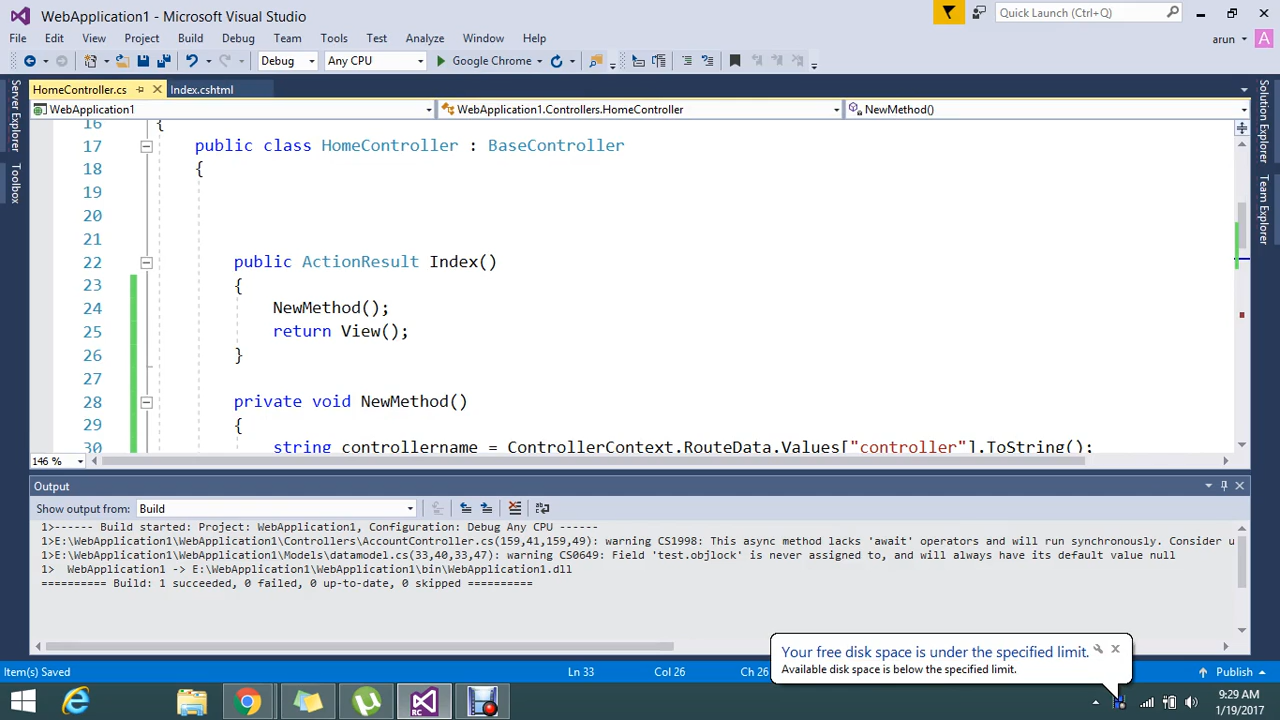 WebApplication1 - Microsoft Visual Studio
Quick Launch (Ctrl+Q)
File Edit View Project Build Debug Team Tools Test Analyze Window Help
arun A
Debug Any CPU Google Chrome
HomeController.cs Index.cshtml
WebApplication1 WebApplication1.Controllers.HomeController NewMethod()
Server Explorer
Toolbox
Solution Explorer
Team Explorer
16 {
17 public class HomeController : BaseController
18 {
19
20
21
22 public ActionResult Index()
23 {
24 NewMethod();
25 return View();
26 }
27
28 private void NewMethod()
29 {
30 string controllername = ControllerContext.RouteData.Values["controller"].ToString();
146 %
Output
Show output from: Build
1>------ Build started: Project: WebApplication1, Configuration: Debug Any CPU ------
1>E:\WebApplication1\WebApplication1\Controllers\AccountController.cs(159,41,159,49): warning CS1998: This async method lacks 'await' operators and will run synchronously. Consider u
1>E:\WebApplication1\WebApplication1\Models\datamodel.cs(33,40,33,47): warning CS0649: Field 'test.objlock' is never assigned to, and will always have its default value null
1> WebApplication1 -> E:\WebApplication1\WebApplication1\bin\WebApplication1.dll
========== Build: 1 succeeded, 0 failed, 0 up-to-date, 0 skipped ==========
Your free disk space is under the specified limit.
Available disk space is below the specified limit.
Item(s) Saved Ln 33 Col 26 Ch 26 Publish
RC
9:29 AM
1/19/2017